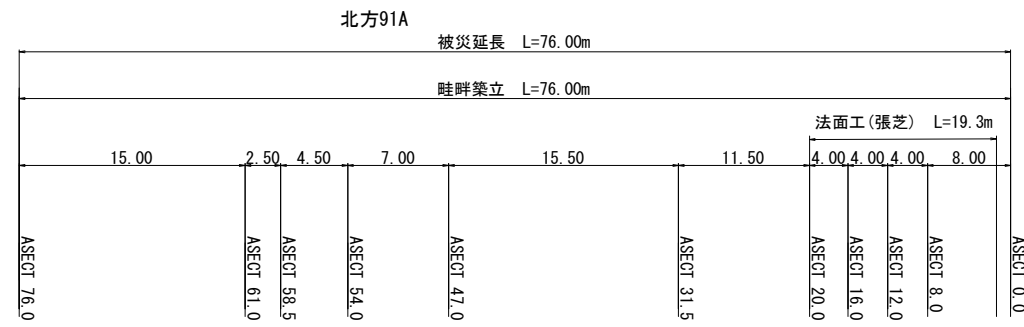 北方91A
被災延長 L=76.00m
畦畔築立 L=76.00m
法面工(張芝) L=19.3m
15.00 2.50 4.50 7.00 15.50 11.50 4.00 4.00 4.00 8.00
ASECT 76.0
ASECT 61.0
ASECT 58.5
ASECT 54.0
ASECT 47.0
ASECT 31.5
ASECT 20.0
ASECT 16.0
ASECT 12.0
ASECT 8.0
ASECT 0.0